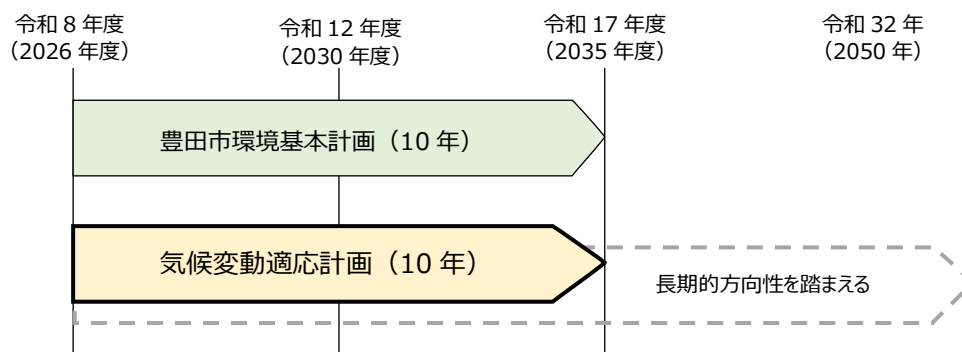 令和 8 年度
（2026 年度）
令和 12 年度
（2030 年度）
令和 17 年度
（2035 年度）
令和 32 年
（2050 年）
豊田市環境基本計画（10 年）
気候変動適応計画（10 年）
長期的方向性を踏まえる